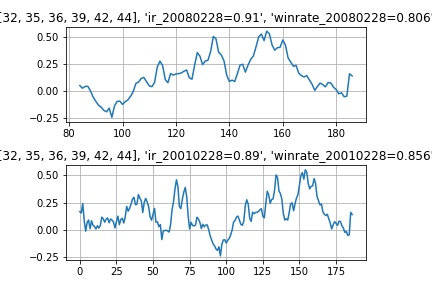 [32, 35, 36, 39, 42, 44], 'ir_20080228=0.91', 'winrate_20080228=0.806'
0.50
0.25
0.00
−0.25
80 100 120 140 160 180
[32, 35, 36, 39, 42, 44], 'ir_20010228=0.89', 'winrate_20010228=0.856'
0.50
0.25
0.00
−0.25
0 25 50 75 100 125 150 175